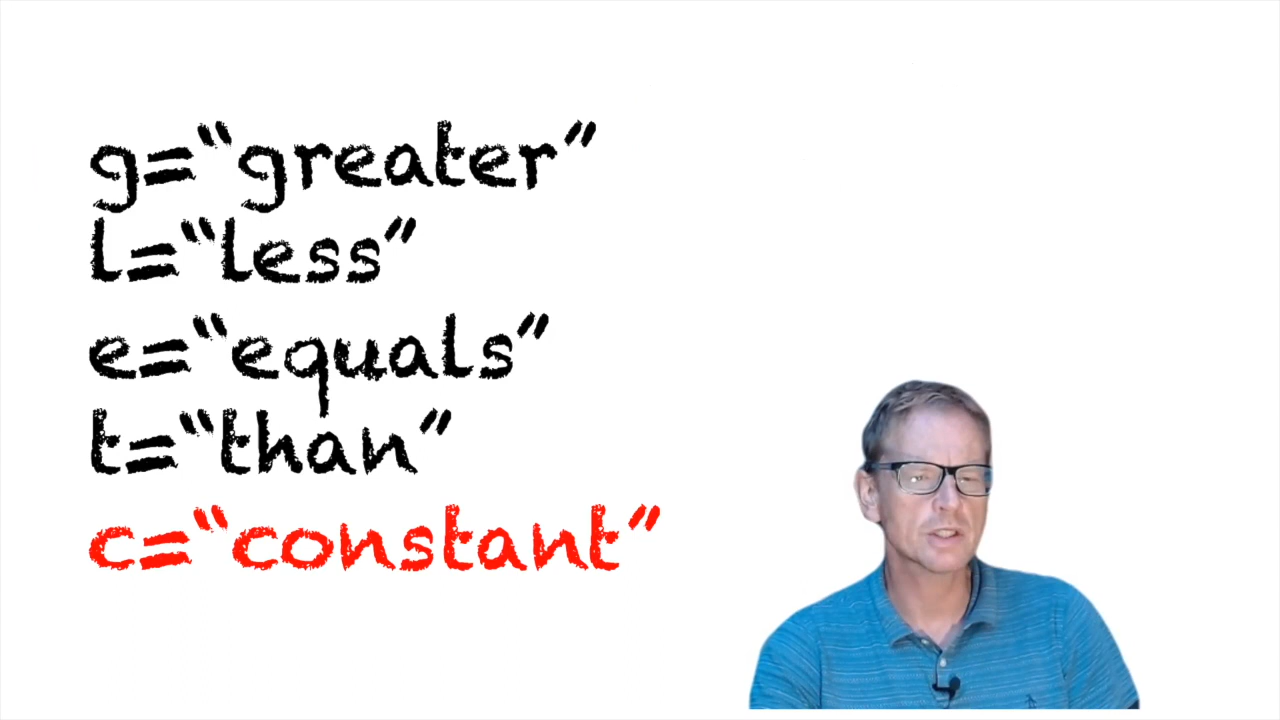 g=“greater”
l=“less”
e=“equals”
t=“than”
c=“constant”